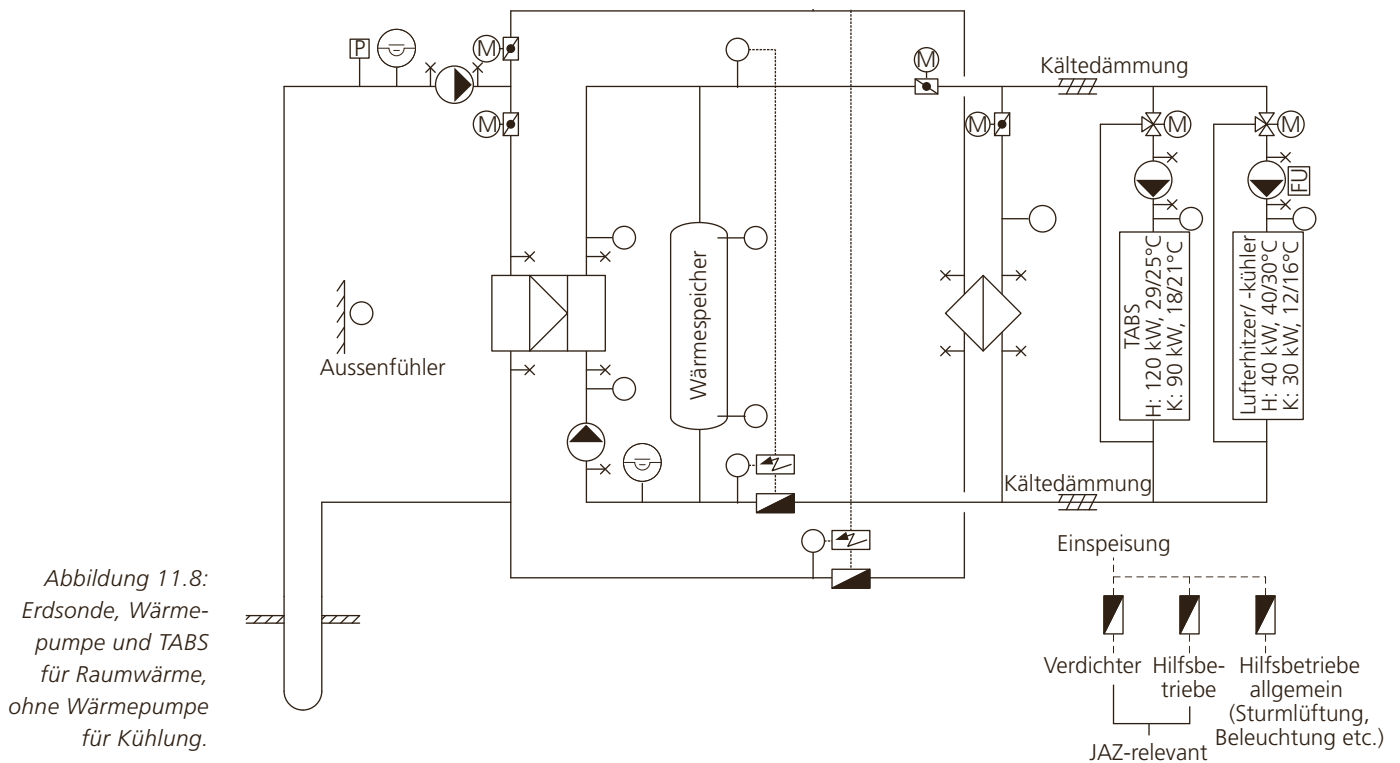 P
M
M
M
Kältedämmung
M
M
M
FU
Aussenfühler
Wärmespeicher
TABS
H: 120 kW, 29/25°C
K: 90 kW, 18/21°C
Lufterhitzer/ -kühler
H: 40 kW, 40/30°C
K: 30 kW, 12/16°C
Kältedämmung
Einspeisung
Verdichter
Hilfsbe-
triebe
Hilfsbetriebe
allgemein
(Sturmlüftung,
Beleuchtung etc.)
JAZ-relevant
Abbildung 11.8:
Erdsonde, Wärme-
pumpe und TABS
für Raumwärme,
ohne Wärmepumpe
für Kühlung.